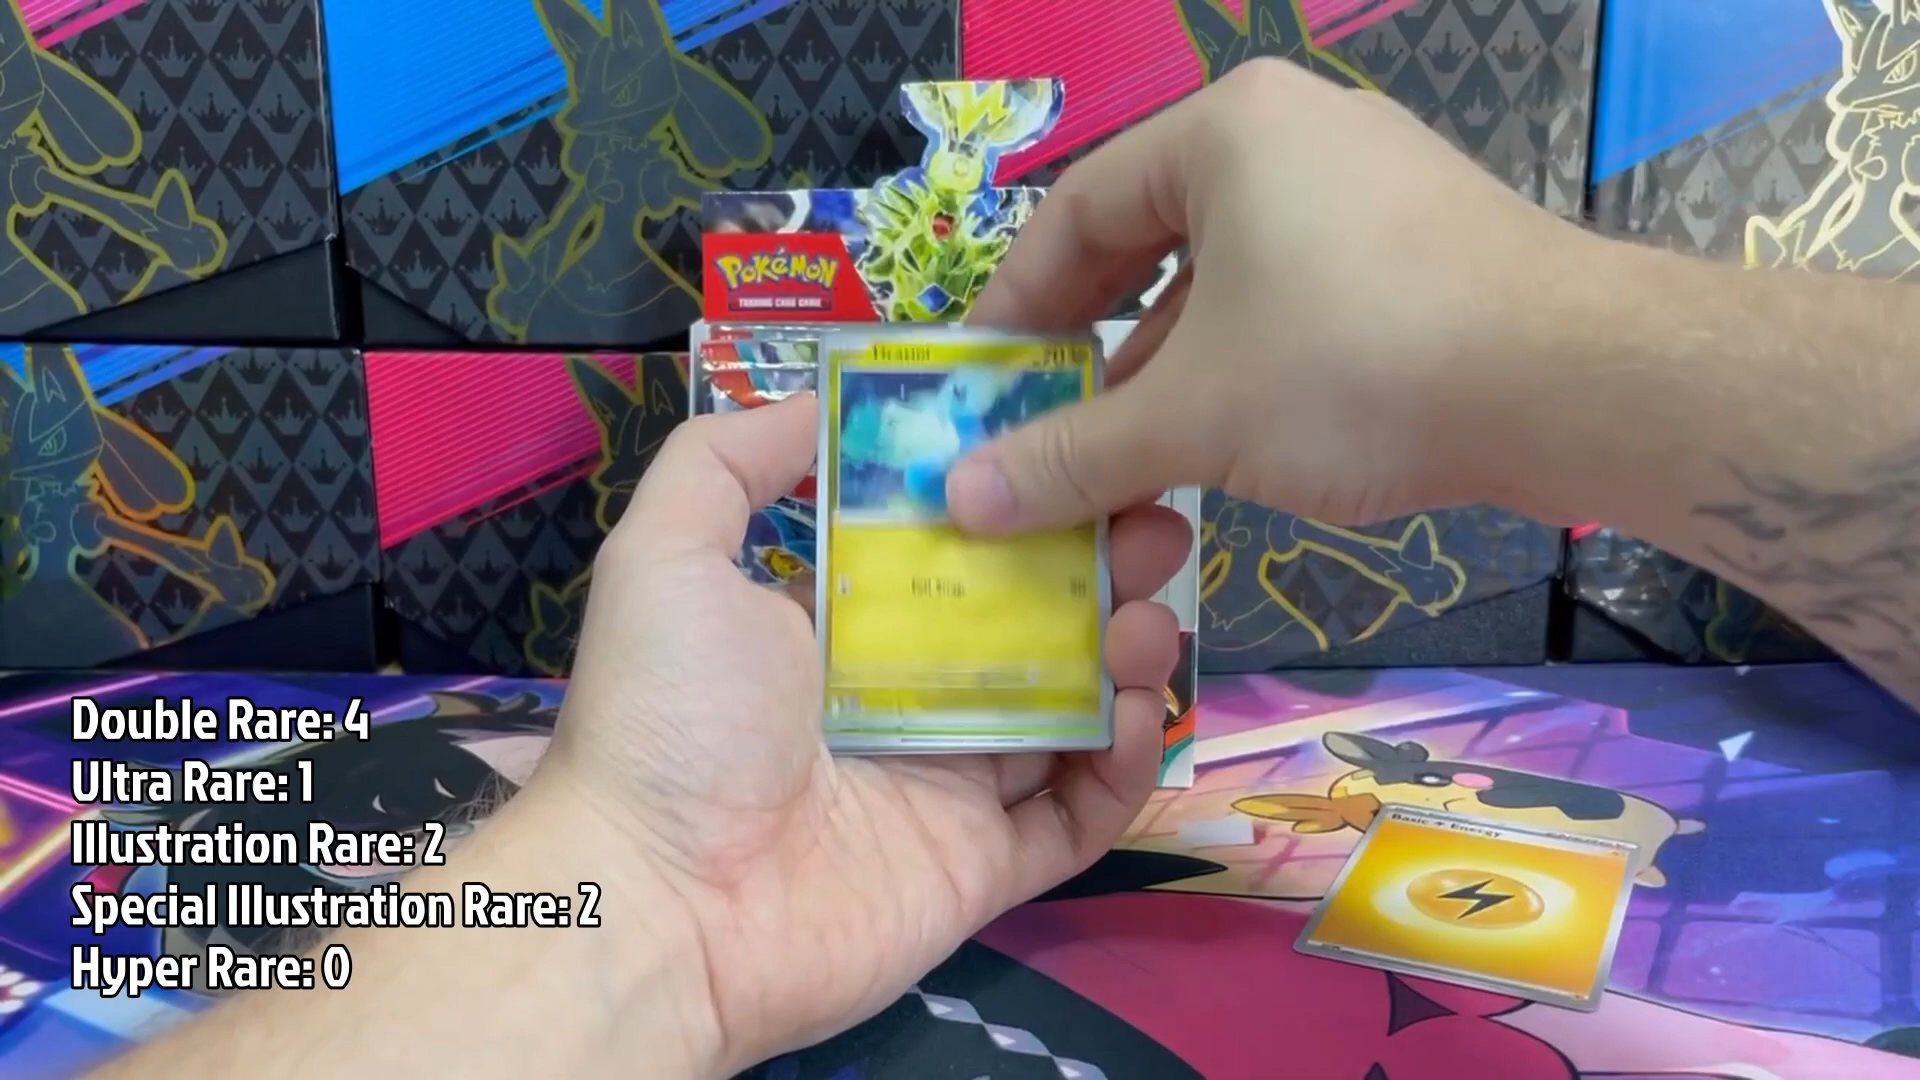 POKÉMON
TRADING CARD GAME
Basic Energy
Double Rare: 4
Ultra Rare: 1
Illustration Rare: 2
Special Illustration Rare: 2
Hyper Rare: 0